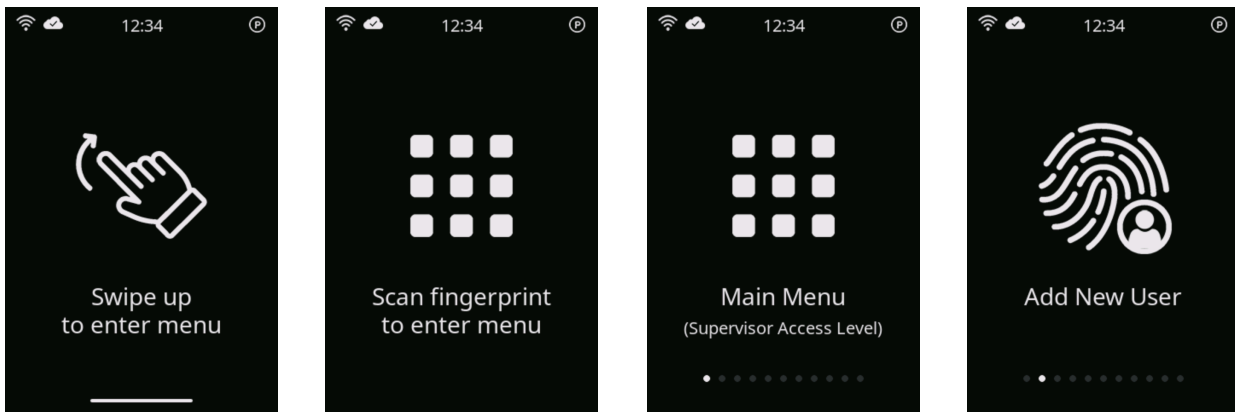 12:34
P
Swipe up
to enter menu
12:34
P
Scan fingerprint
to enter menu
12:34
P
Main Menu
(Supervisor Access Level)
12:34
P
Add New User